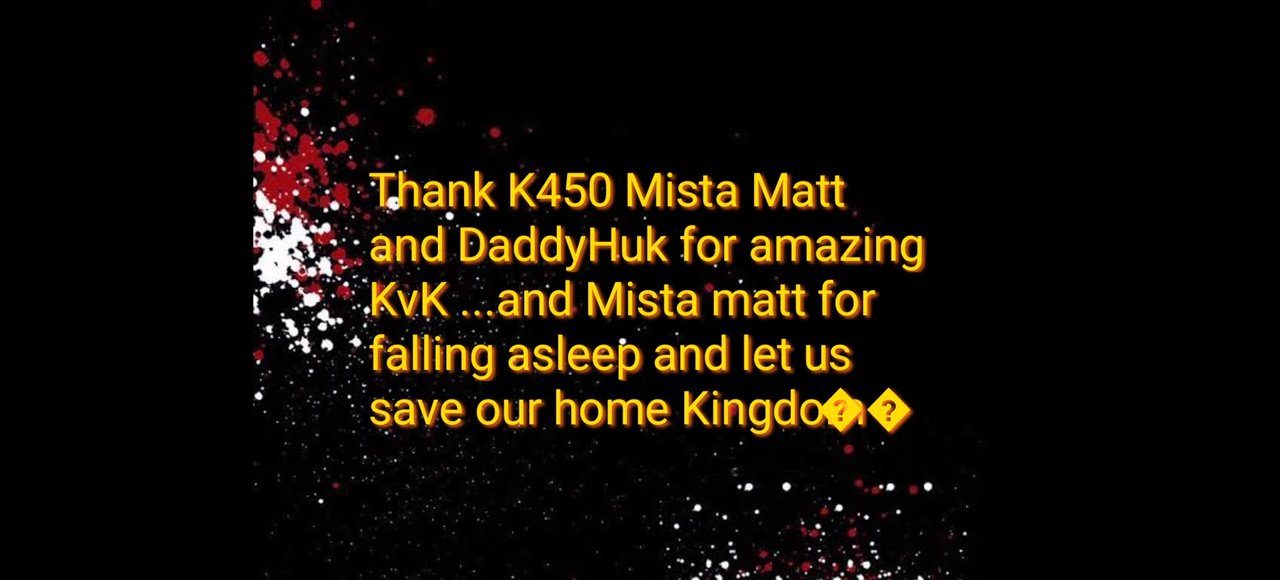 Thank K450 Mista Matt
and DaddyHuk for amazing
KvK ...and Mista matt for
falling asleep and let us
save our home Kingdom��